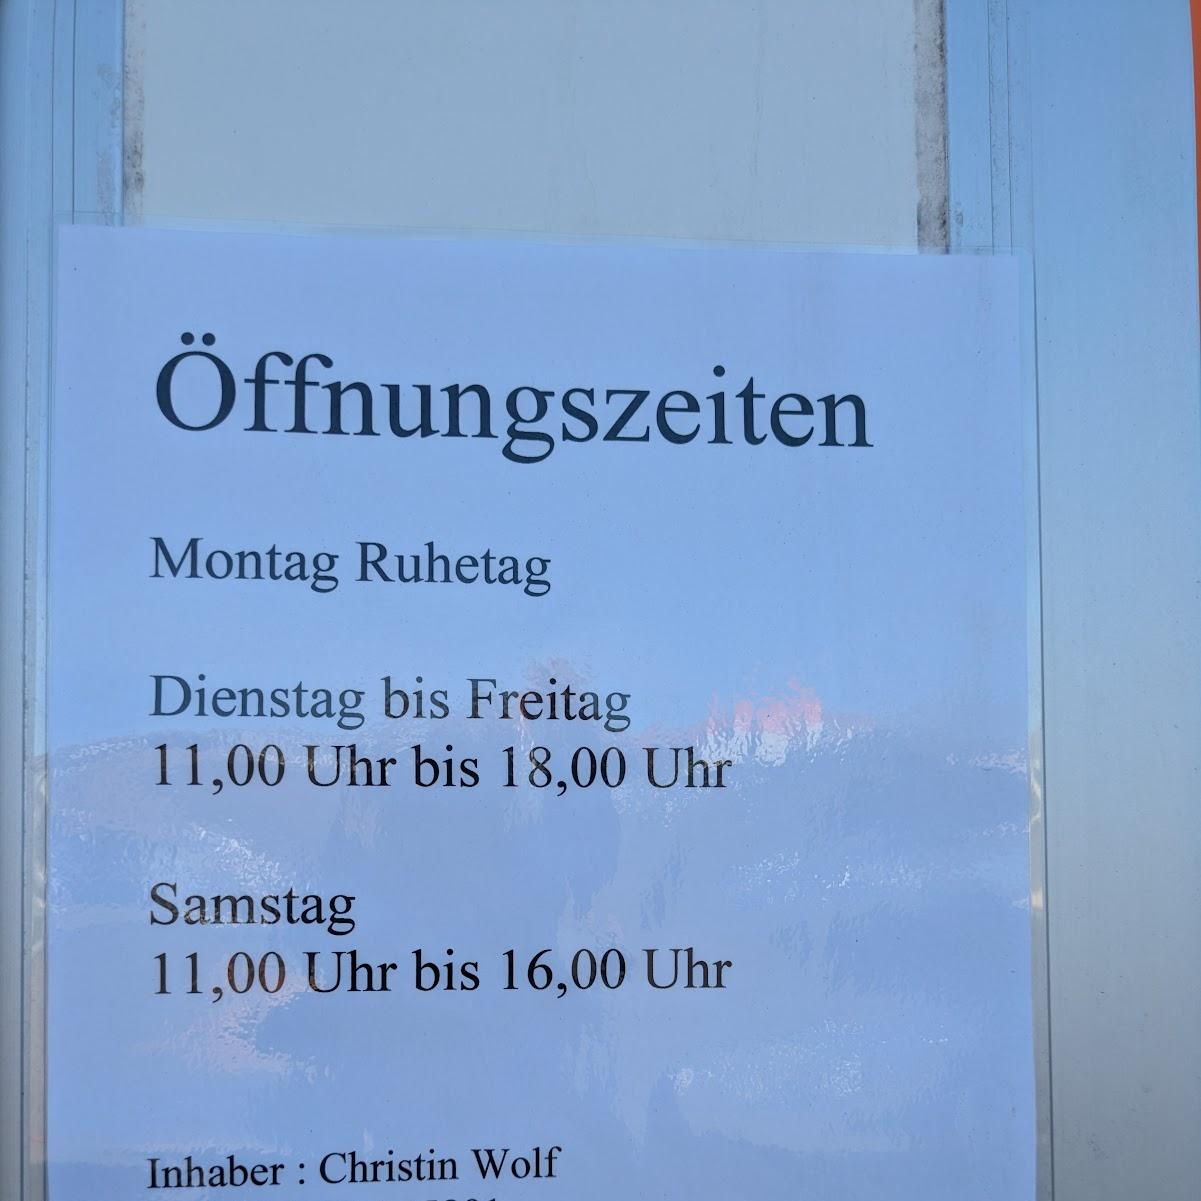 Öffnungszeiten
Montag Ruhetag
Dienstag bis Freitag
11,00 Uhr bis 18,00 Uhr
Samstag
11,00 Uhr bis 16,00 Uhr
Inhaber : Christin Wolf